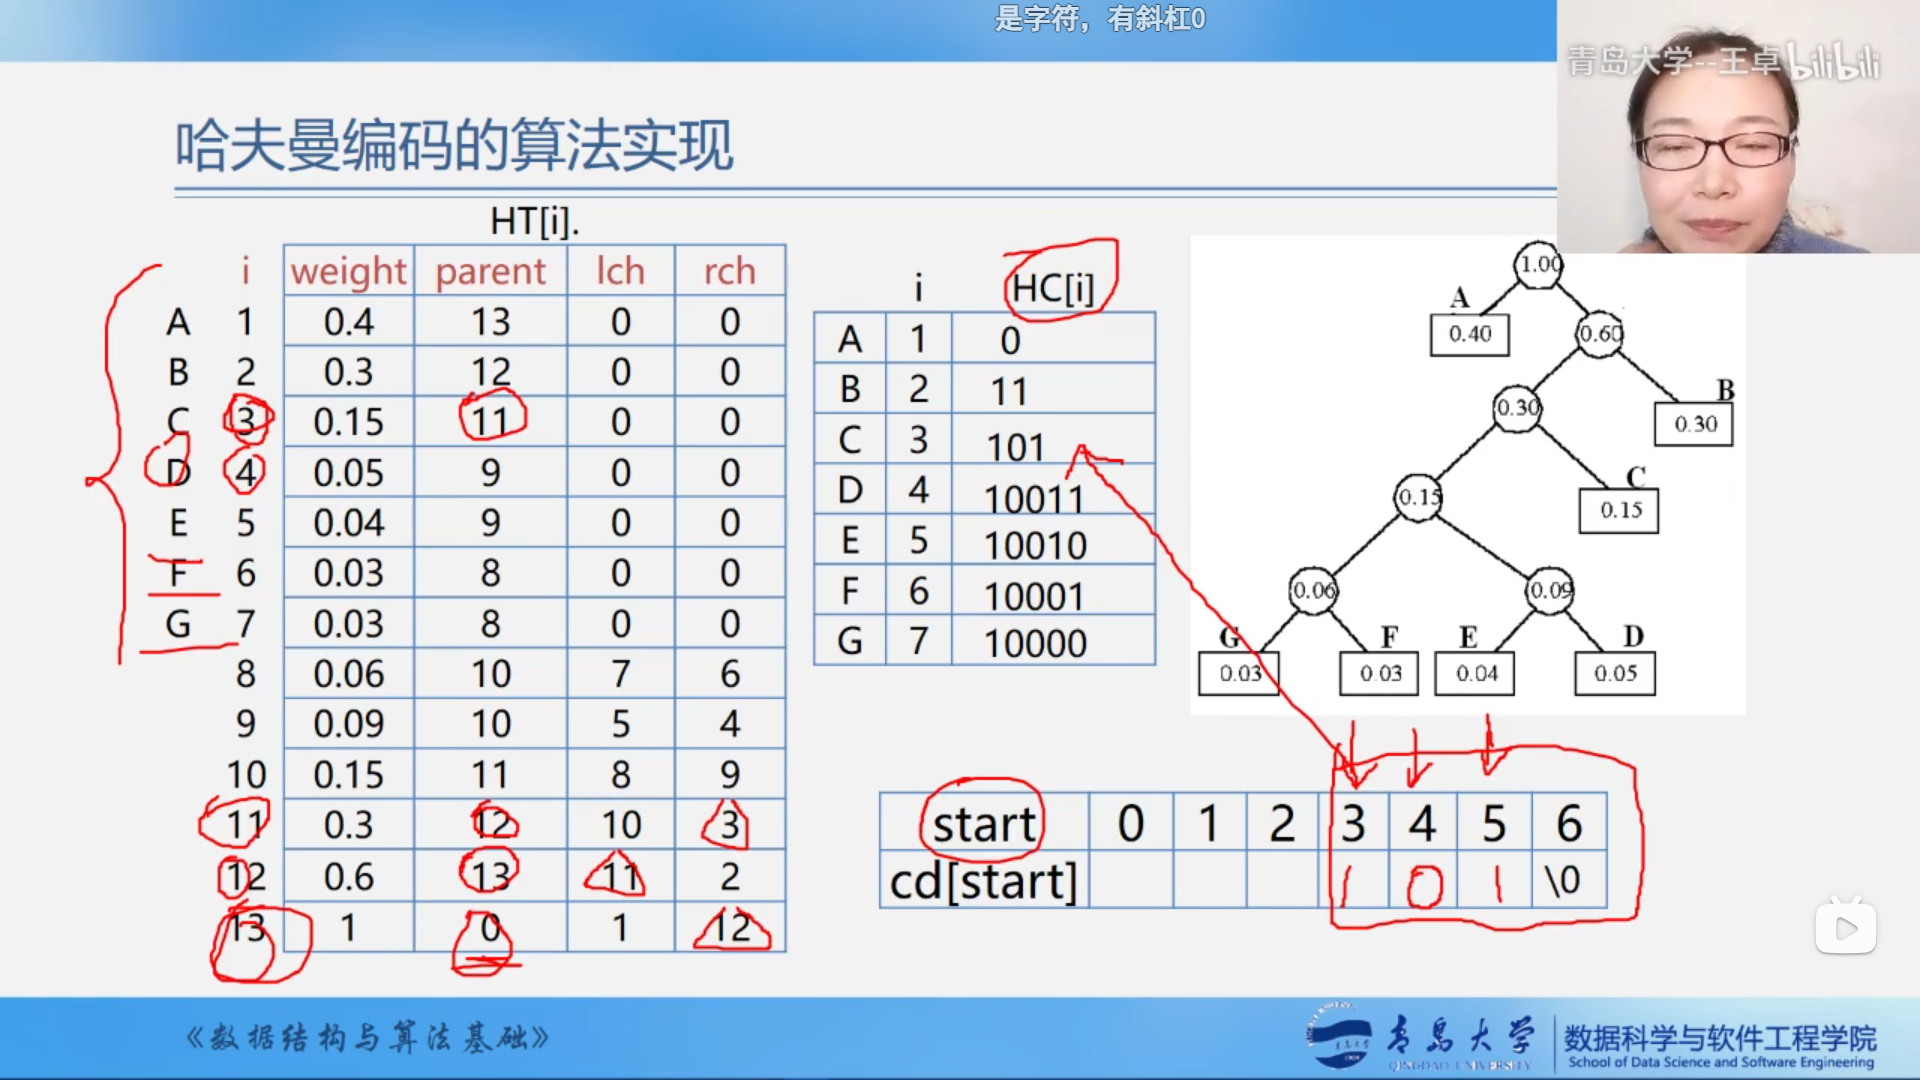 是字符，有斜杠0
青岛大学--王卓 bilibili
哈夫曼编码的算法实现
HT[i].
i weight parent lch rch
A 1 0.4 13 0 0
B 2 0.3 12 0 0
C 3 0.15 11 0 0
D 4 0.05 9 0 0
E 5 0.04 9 0 0
F 6 0.03 8 0 0
G 7 0.03 8 0 0
8 0.06 10 7 6
9 0.09 10 5 4
10 0.15 11 8 9
11 0.3 12 10 3
12 0.6 13 11 2
13 1 0 1 12
i HC[i]
A 1 0
B 2 11
C 3 101
D 4 10011
E 5 10010
F 6 10001
G 7 10000
1.00
A
0.40 0.60
B
0.30 0.30
C
0.15 0.15
0.06 0.09
G F E D
0.03 0.03 0.04 0.05
start 0 1 2 3 4 5 6
cd[start] 1 0 1 \0
《数据结构与算法基础》
青岛大学
QINGDAO UNIVERSITY
数据科学与软件工程学院
School of Data Science and Software Engineering